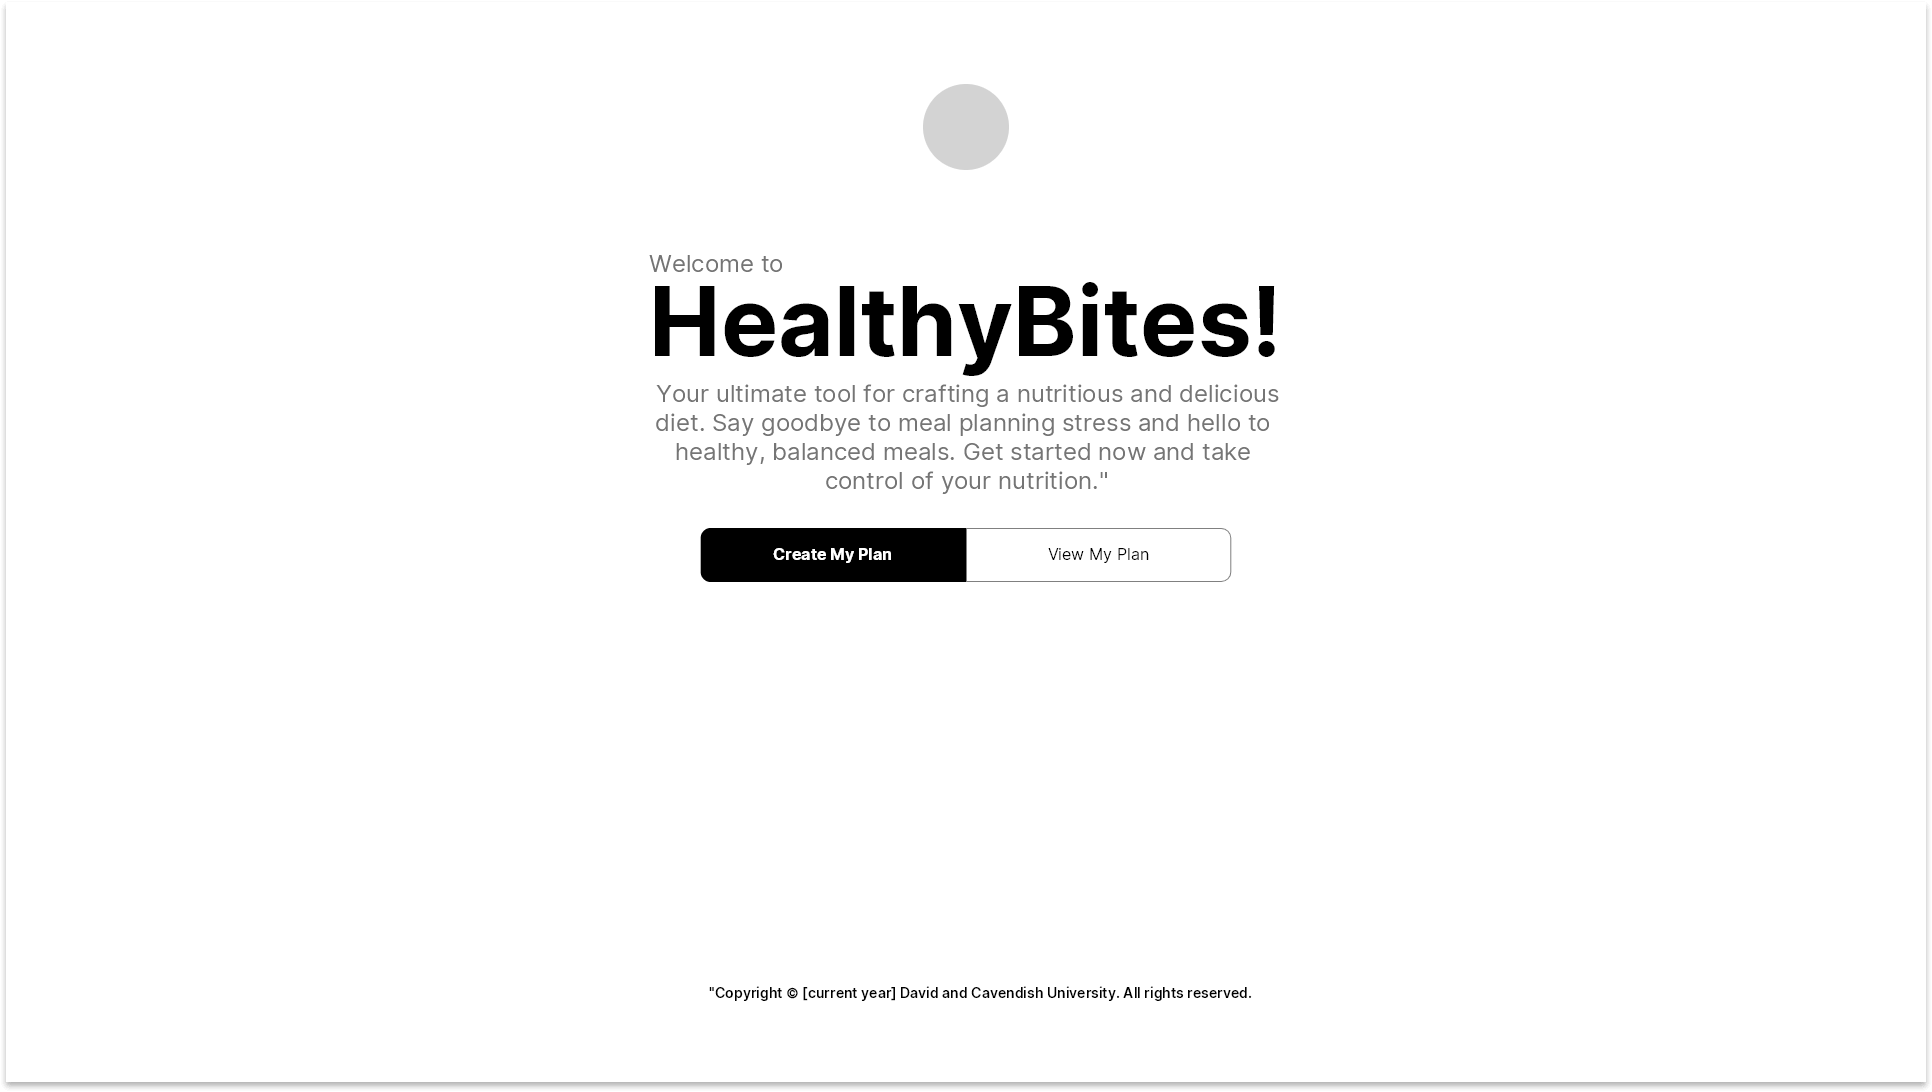 Welcome to
HealthyBites!
Your ultimate tool for crafting a nutritious and delicious
diet. Say goodbye to meal planning stress and hello to
healthy, balanced meals. Get started now and take
control of your nutrition."
Create My Plan
View My Plan
"Copyright © [current year] David and Cavendish University. All rights reserved.